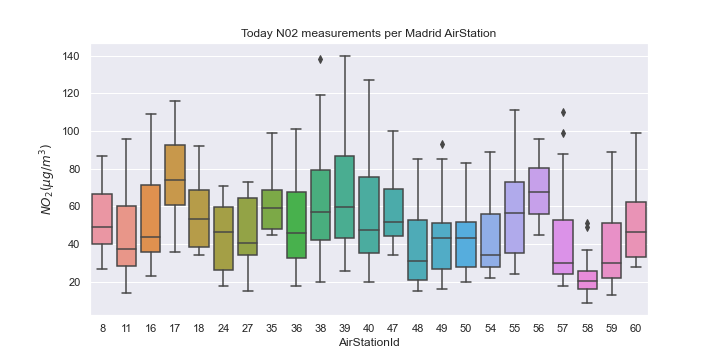 Today N02 measurements per Madrid AirStation
NO2(µg/m3)
140
120
100
80
60
40
20
8 11 16 17 18 24 27 35 36 38 39 40 47 48 49 50 54 55 56 57 58 59 60
AirStationId